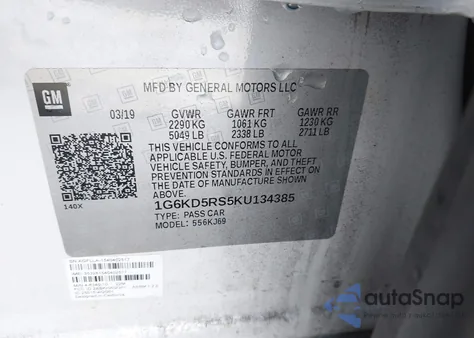 GM
MFD BY GENERAL MOTORS LLC
03/19 GVWR GAWR FRT GAWR RR
2290 KG 1061 KG 1230 KG
5049 LB 2338 LB 2711 LB
THIS VEHICLE CONFORMS TO ALL
APPLICABLE U.S. FEDERAL MOTOR
VEHICLE SAFETY, BUMPER, AND THEFT
PREVENTION STANDARDS IN EFFECT ON
THE DATE OF MANUFACTURE SHOWN ABOVE.
1G6KD5RS5KU134385
TYPE: PASS CAR
140X MODEL: 556KJ69
autoSnap